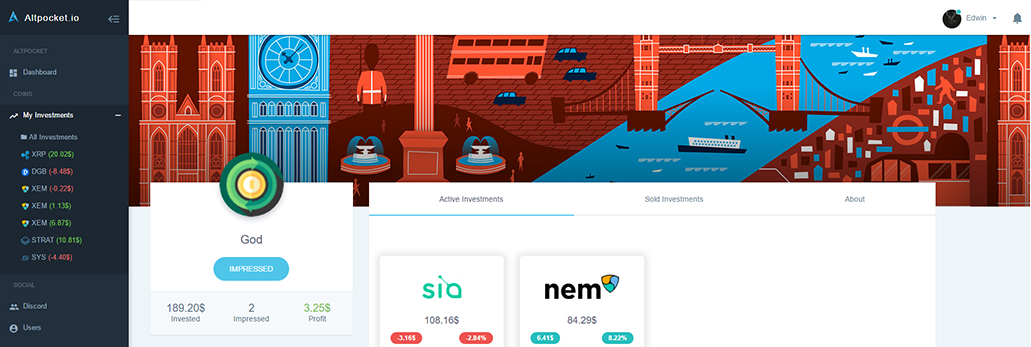 Altpocket.io
Edwin
ALTPOCKET
Dashboard
COINS
My Investments
All Investments
XRP (20.02$)
DGB (-8.48$)
XEM (-0.22$)
XEM (1.13$)
XEM (6.87$)
STRAT (10.81$)
SYS (-4.40$)
SOCIAL
Discord
Users
God
IMPRESSED
189.20$ 2 3.25$
Invested Impressed Profit
Active Investments Sold Investments About
sia
108.16$
-3.16$ -2.84%
nem
84.29$
6.41$ 8.22%